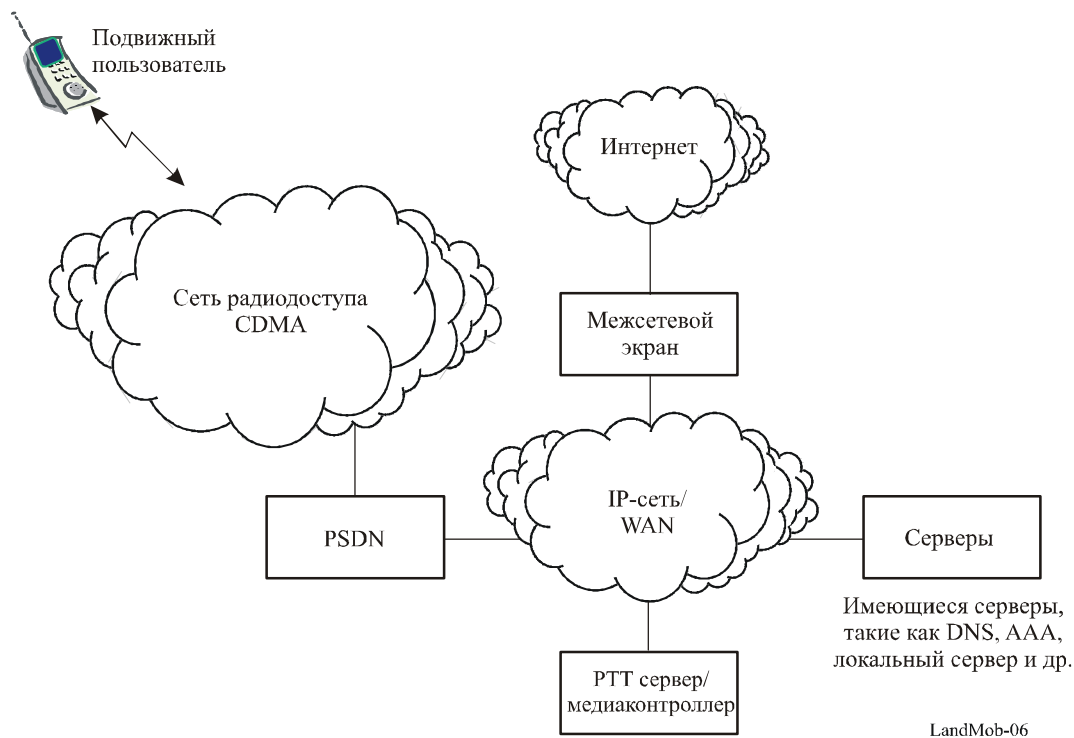 Подвижный
пользователь
Интернет
Сеть радиодоступа
CDMA
Межсетевой
экран
IP-сеть/
WAN
PSDN
Серверы
Имеющиеся серверы,
такие как DNS, AAA,
локальный сервер и др.
PTT сервер/
медиаконтроллер
LandMob-06